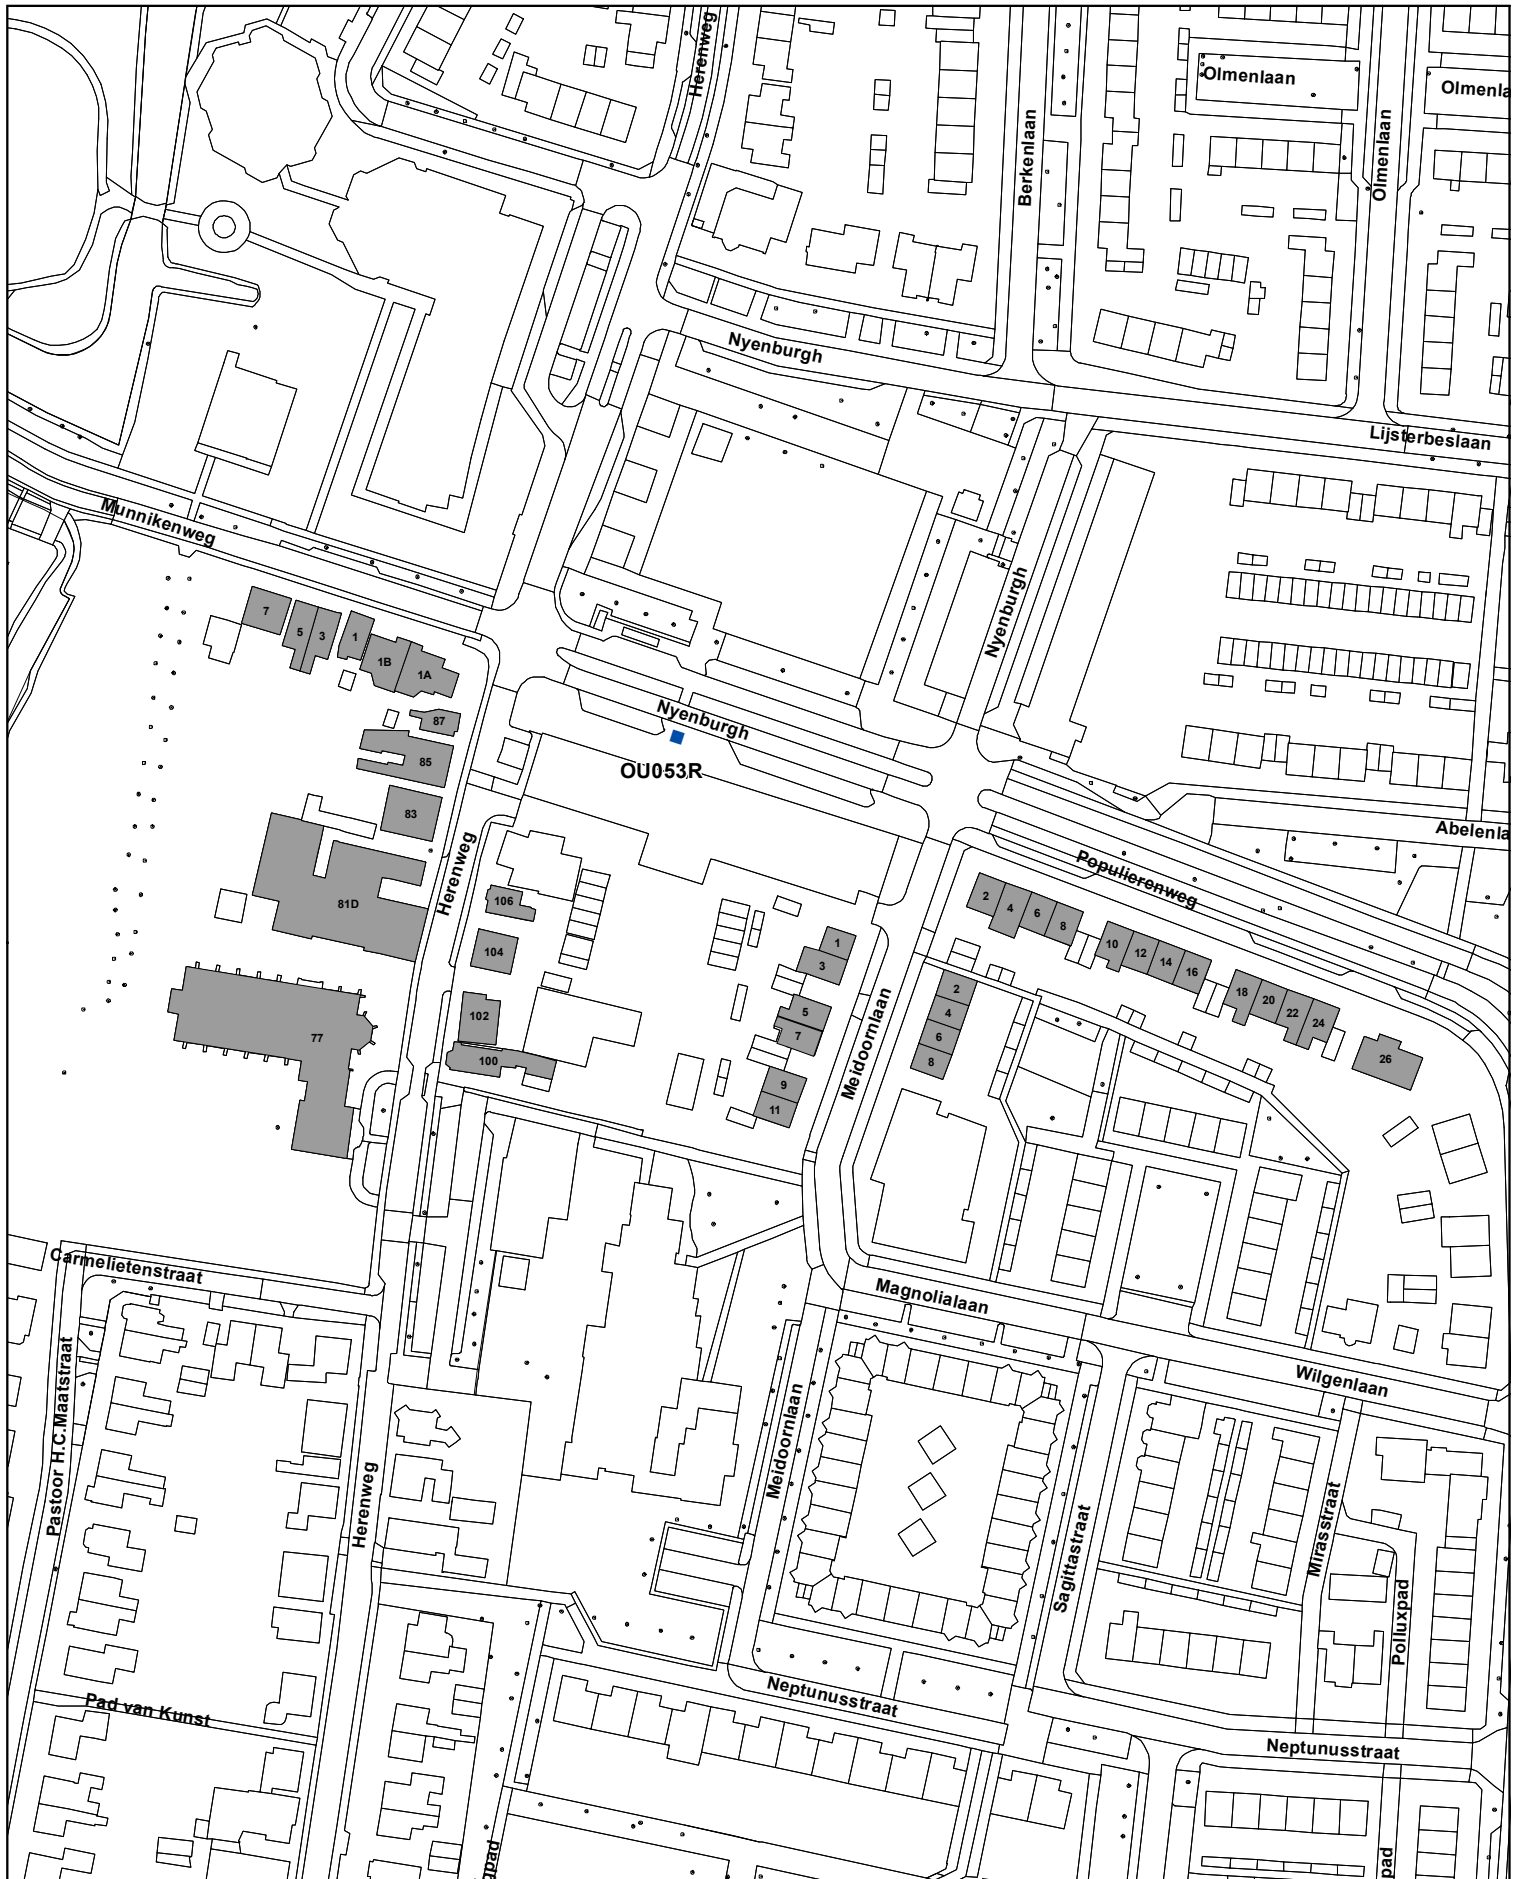 Herenweg
Olmenlaan
Olmenla
Berkenlaan
Olmenlaan
Nyenburgh
Lijsterbeslaan
Munnikenweg
Nyenburgh
7
5
3
1
1B
1A
87
85
83
81D
77
Nyenburgh
OU053R
Abelenla
Herenweg
106
104
102
100
Populierenweg
2
4
6
8
10
12
14
16
18
20
22
24
26
1
3
5
7
9
11
Meidoornlaan
2
4
6
8
Carmelietenstraat
Magnolialaan
Pastoor H.C.Maatstraat
Wilgenlaan
Meidoornlaan
Herenweg
Sagittastraat
Mirasstraat
Polluxpad
Pad van Kunst
Neptunusstraat
Neptunusstraat
pad